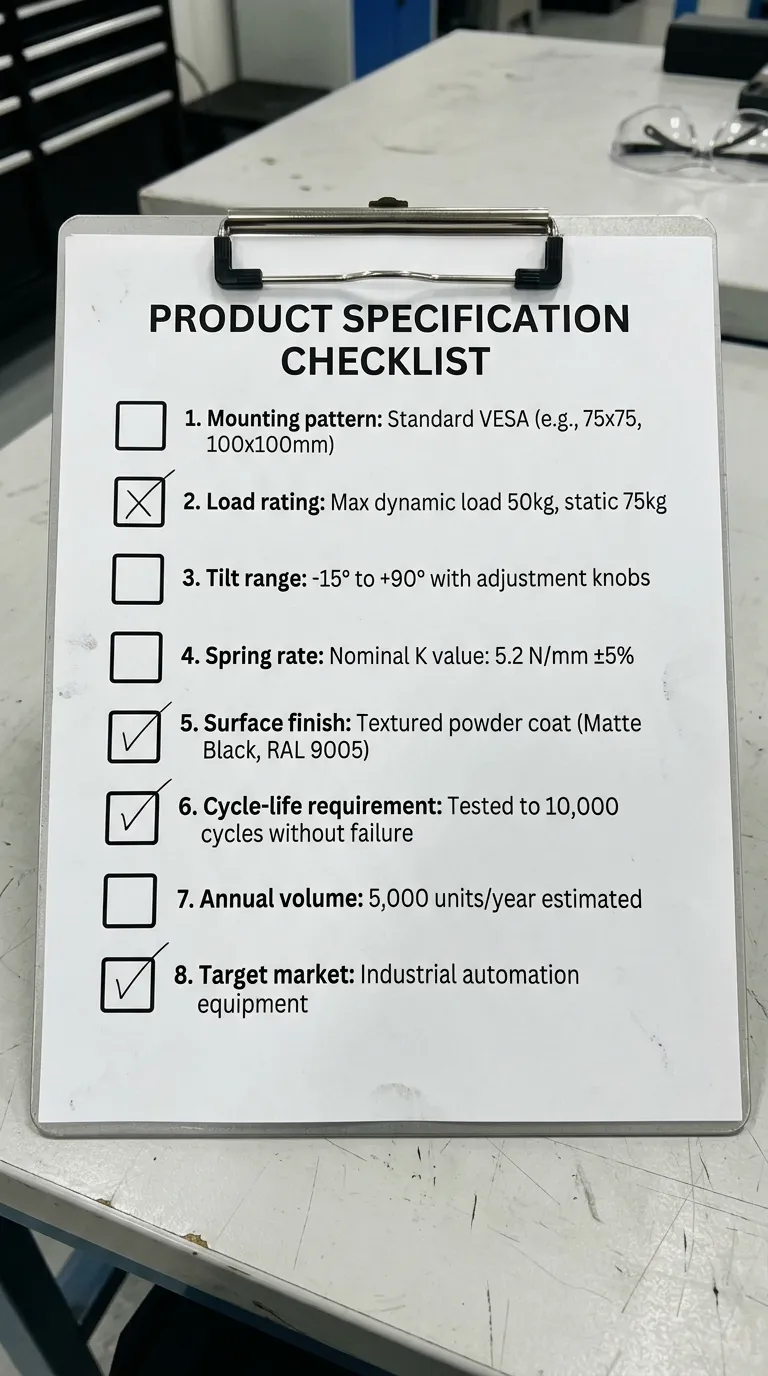 PRODUCT SPECIFICATION
CHECKLIST
1. Mounting pattern: Standard VESA (e.g., 75x75,
100x100mm)
2. Load rating: Max dynamic load 50kg, static 75kg
3. Tilt range: -15° to +90° with adjustment knobs
4. Spring rate: Nominal K value: 5.2 N/mm ±5%
5. Surface finish: Textured powder coat (Matte
Black, RAL 9005)
6. Cycle-life requirement: Tested to 10,000
cycles without failure
7. Annual volume: 5,000 units/year estimated
8. Target market: Industrial automation
equipment